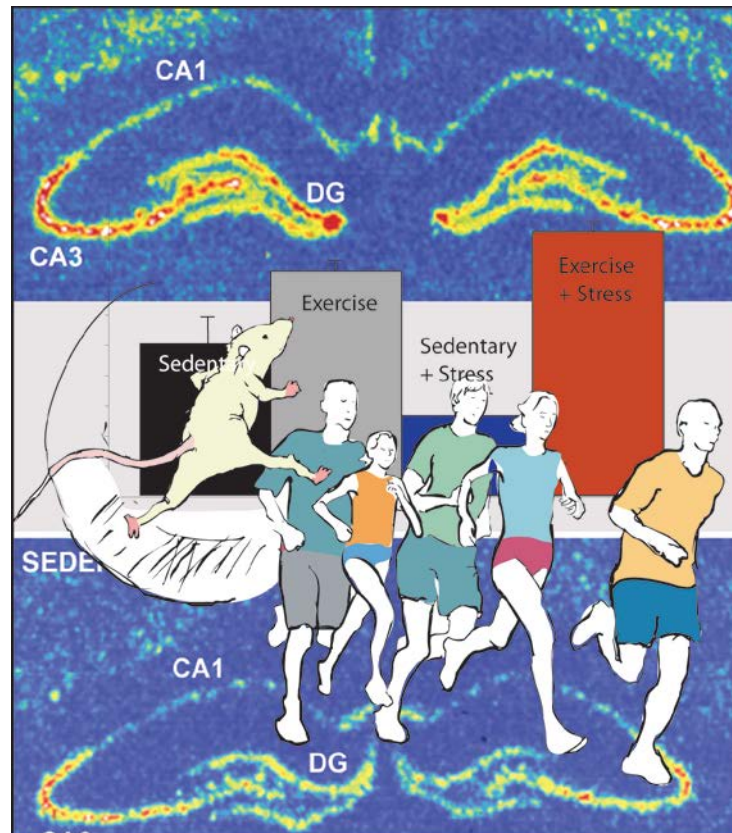 CA1
DG
CA3
Exercise
+ Stress
Exercise
Sedentary
+ Stress
CA1
DG